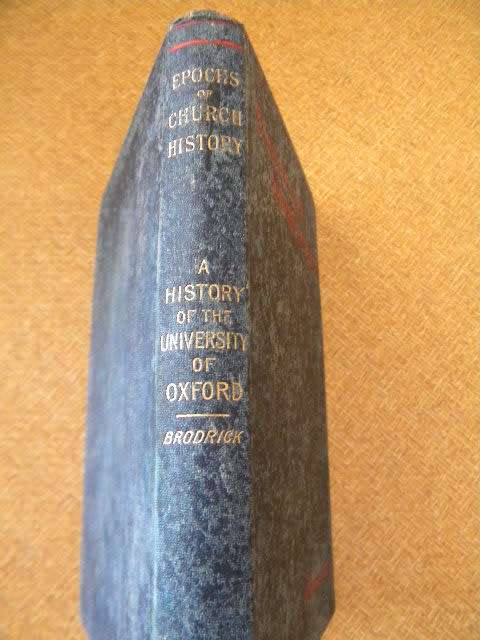 EPOCHS
OF
CHURCH
HISTORY
A
HISTORY
OF THE
UNIVERSITY
OF
OXFORD
BRODRICK